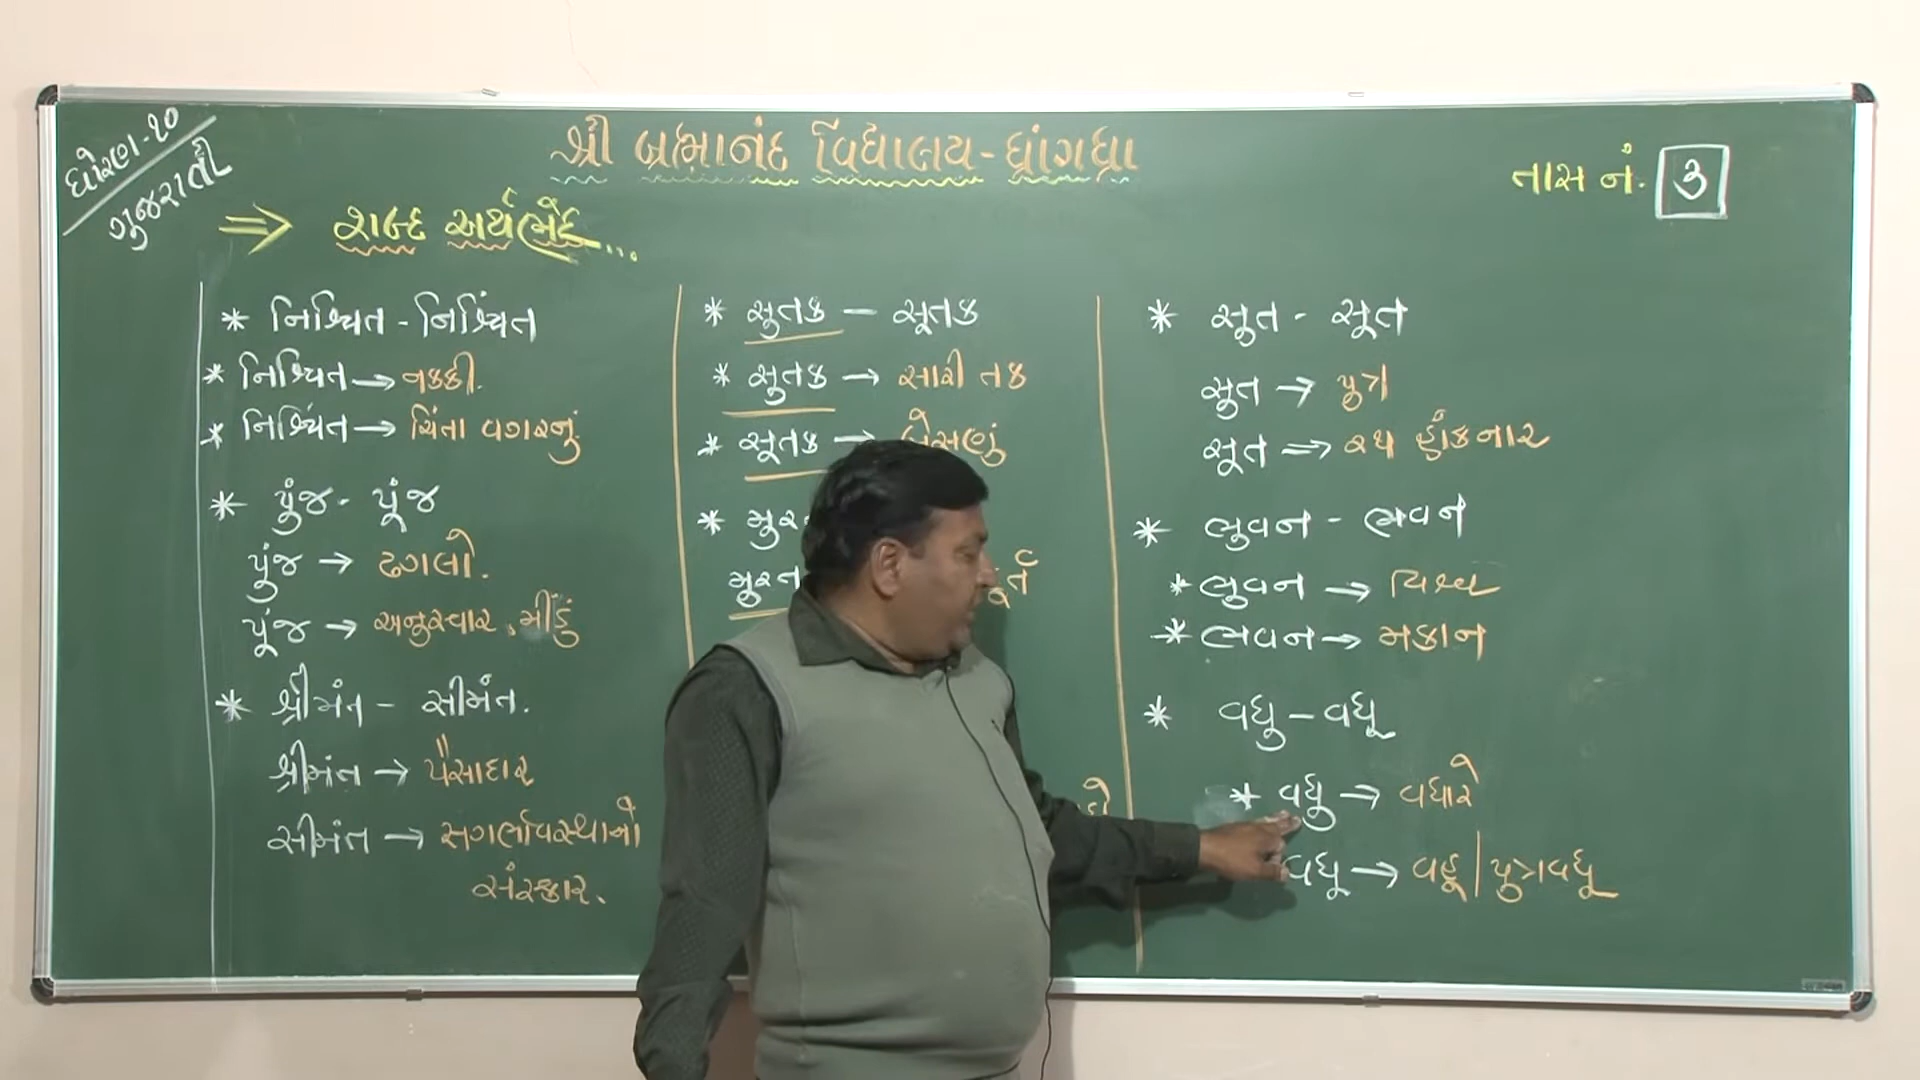 ધોરણ-૧૦
ગુજરાતી
શ્રી બ્રહ્માનંદ વિદ્યાલય-ધ્રાંગધ્રા
તાસ નં. ૩
⇒ શબ્દ અર્થભેદ...
* નિશ્ચિત - નિશ્ચિંત
* નિશ્ચિત → નક્કી.
* નિશ્ચિંત → ચિંતા વગરનું
* પુંજ - પૂંજ
પુંજ → ઢગલો.
પૂંજ → અનુસ્વાર, મીંડું
* શ્રીમંત - સીમંત.
શ્રીમંત → પૈસાદાર
સીમંત → સગર્ભાવસ્થાનો
સંસ્કાર.
* સુતક - સૂતક
* સુતક → સારી તક
* સૂતક → બેસણું
* સુત - સૂત
સુત → પુત્ર
સૂત ⇒ રથ હાઁકનાર
* ભુવન - ભવન
* ભુવન → વિશ્વ
* ભવન → મકાન
* વધુ - વધૂ
* વધુ → વધારે
વધૂ → વહૂ | પુત્રવધૂ